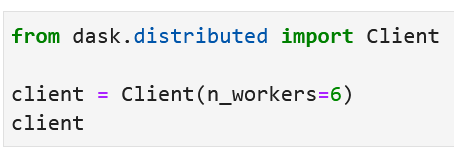 from dask.distributed import Client
client = Client(n_workers=6)
client